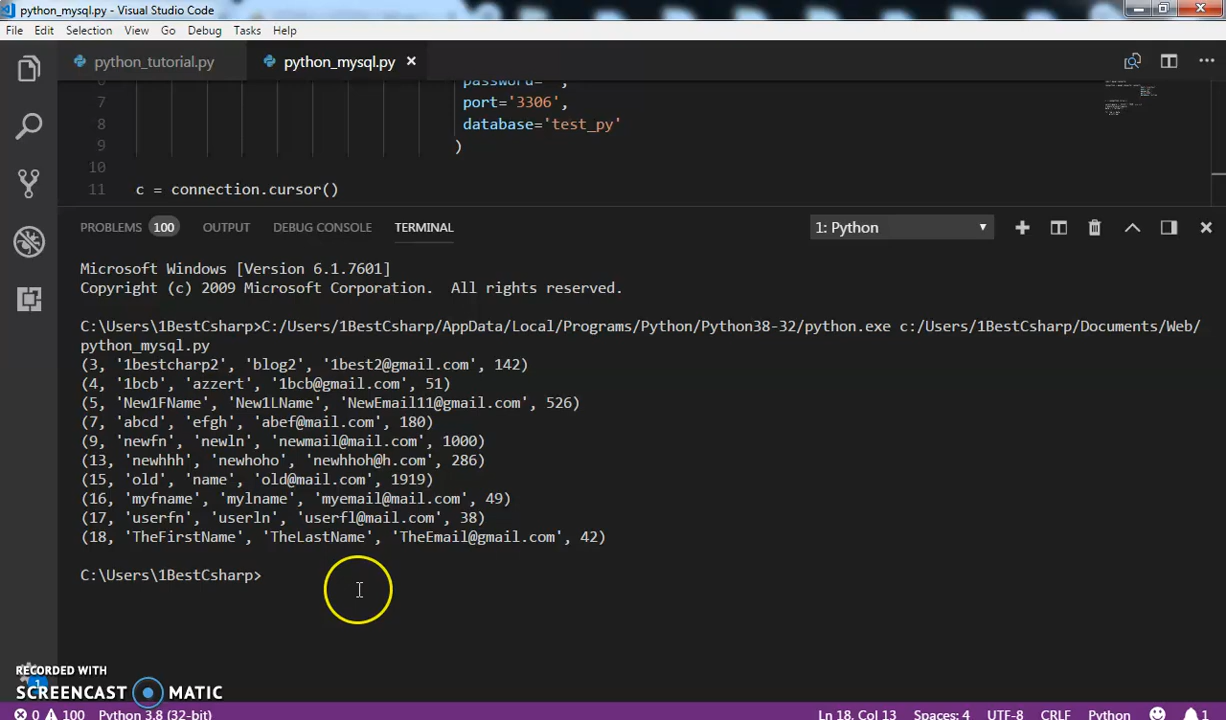 python_mysql.py - Visual Studio Code
File Edit Selection View Go Debug Tasks Help
python_tutorial.py python_mysql.py
password='',
7 port='3306',
8 database='test_py'
9 )
10
11 c = connection.cursor()
PROBLEMS 100 OUTPUT DEBUG CONSOLE TERMINAL 1: Python
Microsoft Windows [Version 6.1.7601]
Copyright (c) 2009 Microsoft Corporation.  All rights reserved.
C:\Users\1BestCsharp>C:/Users/1BestCsharp/AppData/Local/Programs/Python/Python38-32/python.exe c:/Users/1BestCsharp/Documents/Web/
python_mysql.py
(3, '1bestcharp2', 'blog2', '1best2@gmail.com', 142)
(4, '1bcb', 'azzert', '1bcb@gmail.com', 51)
(5, 'New1FName', 'New1LName', 'NewEmail11@gmail.com', 526)
(7, 'abcd', 'efgh', 'abef@mail.com', 180)
(9, 'newfn', 'newln', 'newmail@mail.com', 1000)
(13, 'newhhh', 'newhoho', 'newhhoh@h.com', 286)
(15, 'old', 'name', 'old@mail.com', 1919)
(16, 'myfname', 'mylname', 'myemail@mail.com', 49)
(17, 'userfn', 'userln', 'userfl@mail.com', 38)
(18, 'TheFirstName', 'TheLastName', 'TheEmail@gmail.com', 42)
C:\Users\1BestCsharp>
RECORDED WITH
SCREENCAST MATIC
1
0 100 Python 3.8 (32-bit) Ln 18, Col 13 Spaces: 4 UTF-8 CRLF Python 1